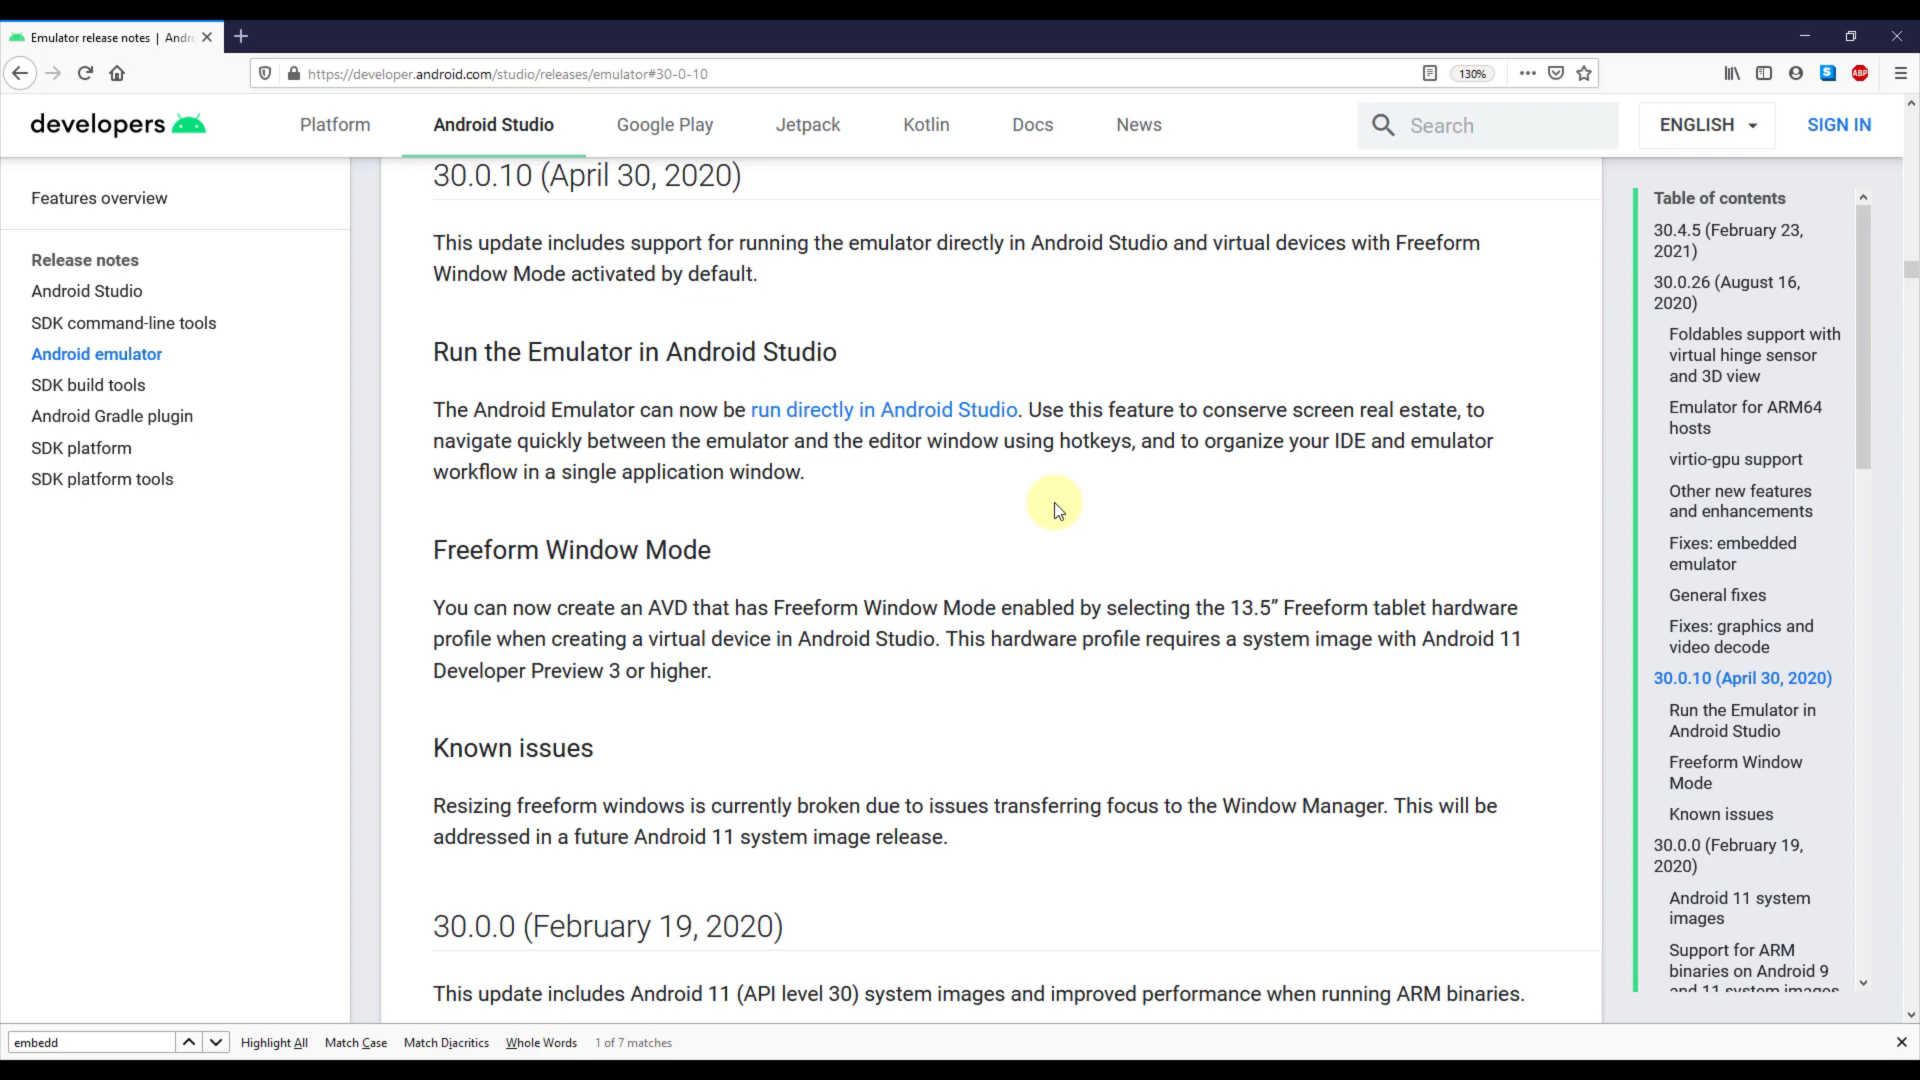 Emulator release notes | Andr
https://developer.android.com/studio/releases/emulator#30-0-10
130%
S
ABP
developers
Platform
Android Studio
Google Play
Jetpack
Kotlin
Docs
News
Search
ENGLISH
SIGN IN
Features overview
Release notes
Android Studio
SDK command-line tools
Android emulator
SDK build tools
Android Gradle plugin
SDK platform
SDK platform tools
30.0.10 (April 30, 2020)
This update includes support for running the emulator directly in Android Studio and virtual devices with Freeform
Window Mode activated by default.
Run the Emulator in Android Studio
The Android Emulator can now be run directly in Android Studio. Use this feature to conserve screen real estate, to
navigate quickly between the emulator and the editor window using hotkeys, and to organize your IDE and emulator
workflow in a single application window.
Freeform Window Mode
You can now create an AVD that has Freeform Window Mode enabled by selecting the 13.5” Freeform tablet hardware
profile when creating a virtual device in Android Studio. This hardware profile requires a system image with Android 11
Developer Preview 3 or higher.
Known issues
Resizing freeform windows is currently broken due to issues transferring focus to the Window Manager. This will be
addressed in a future Android 11 system image release.
30.0.0 (February 19, 2020)
This update includes Android 11 (API level 30) system images and improved performance when running ARM binaries.
Table of contents
30.4.5 (February 23,
2021)
30.0.26 (August 16,
2020)
Foldables support with
virtual hinge sensor
and 3D view
Emulator for ARM64
hosts
virtio-gpu support
Other new features
and enhancements
Fixes: embedded
emulator
General fixes
Fixes: graphics and
video decode
30.0.10 (April 30, 2020)
Run the Emulator in
Android Studio
Freeform Window
Mode
Known issues
30.0.0 (February 19,
2020)
Android 11 system
images
Support for ARM
binaries on Android 9
and 11 system images
embedd
Highlight All
Match Case
Match Diacritics
Whole Words
1 of 7 matches